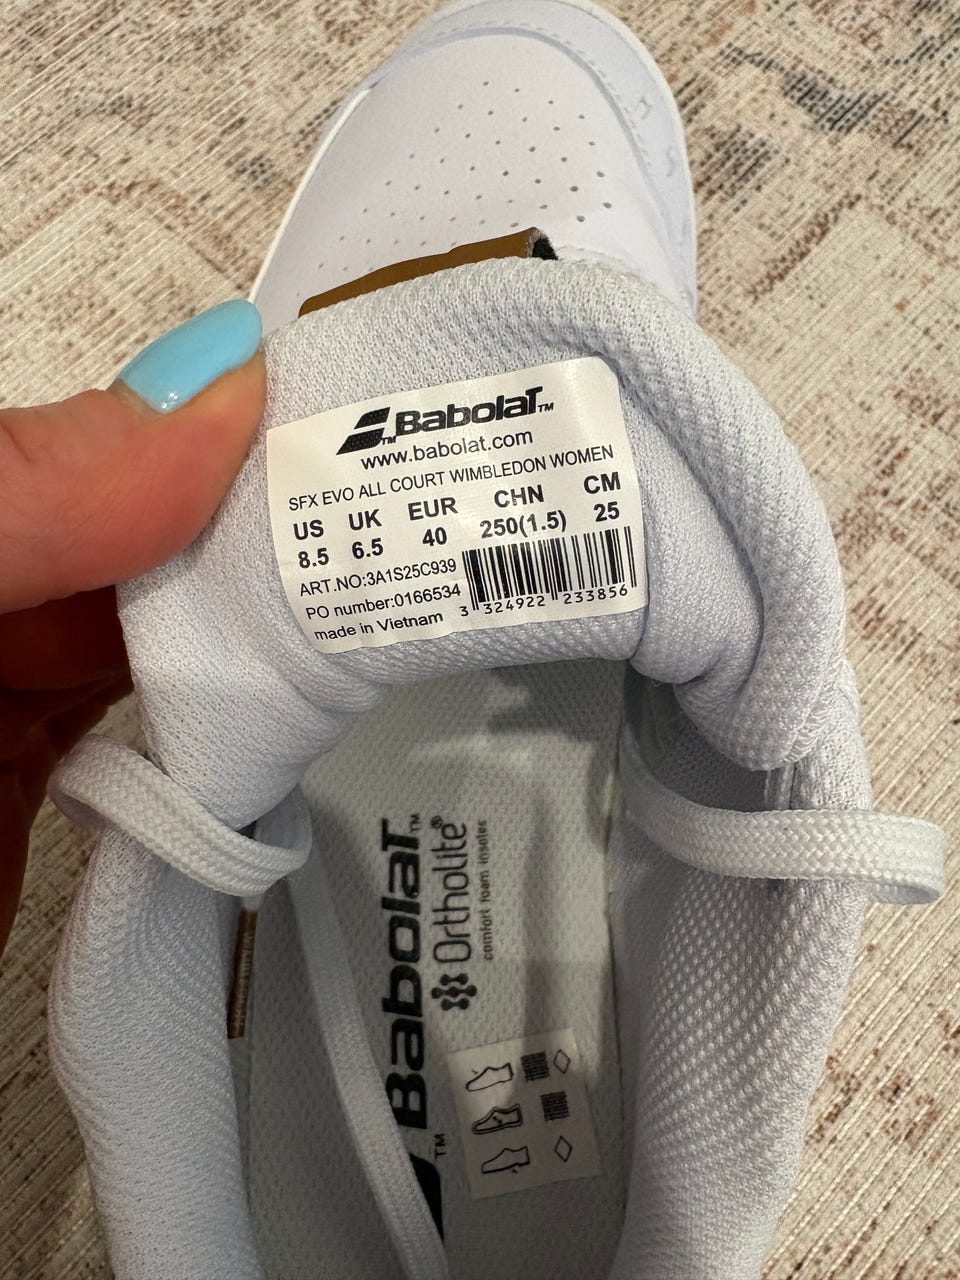 BabolaT™
™
www.babolat.com
SFX EVO ALL COURT WIMBLEDON WOMEN
US UK EUR CHN CM
8.5 6.5 40 250(1.5) 25
ART.NO:3A1S25C939
PO number:0166534
made in Vietnam
3 324922 233856
BabolaT™
™
OrthoLite®
comfort foam insoles